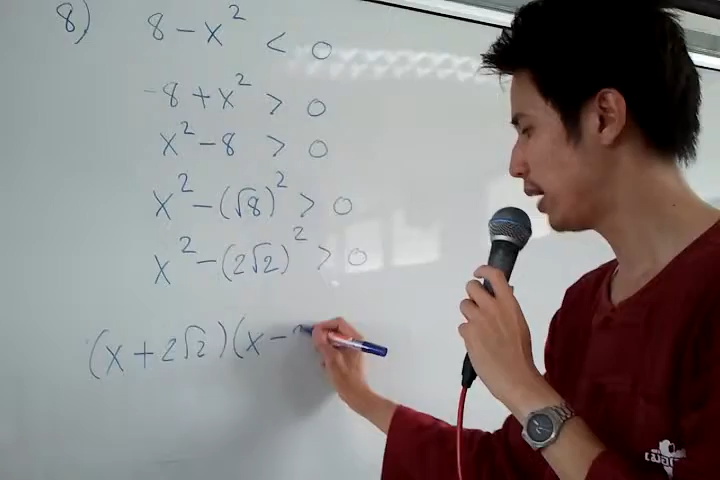 8) 8 - x² < 0
-8 + x² > 0
x² - 8 > 0
x² - (√8)² > 0
x² - (2√2)² > 0
(x + 2√2)(x -